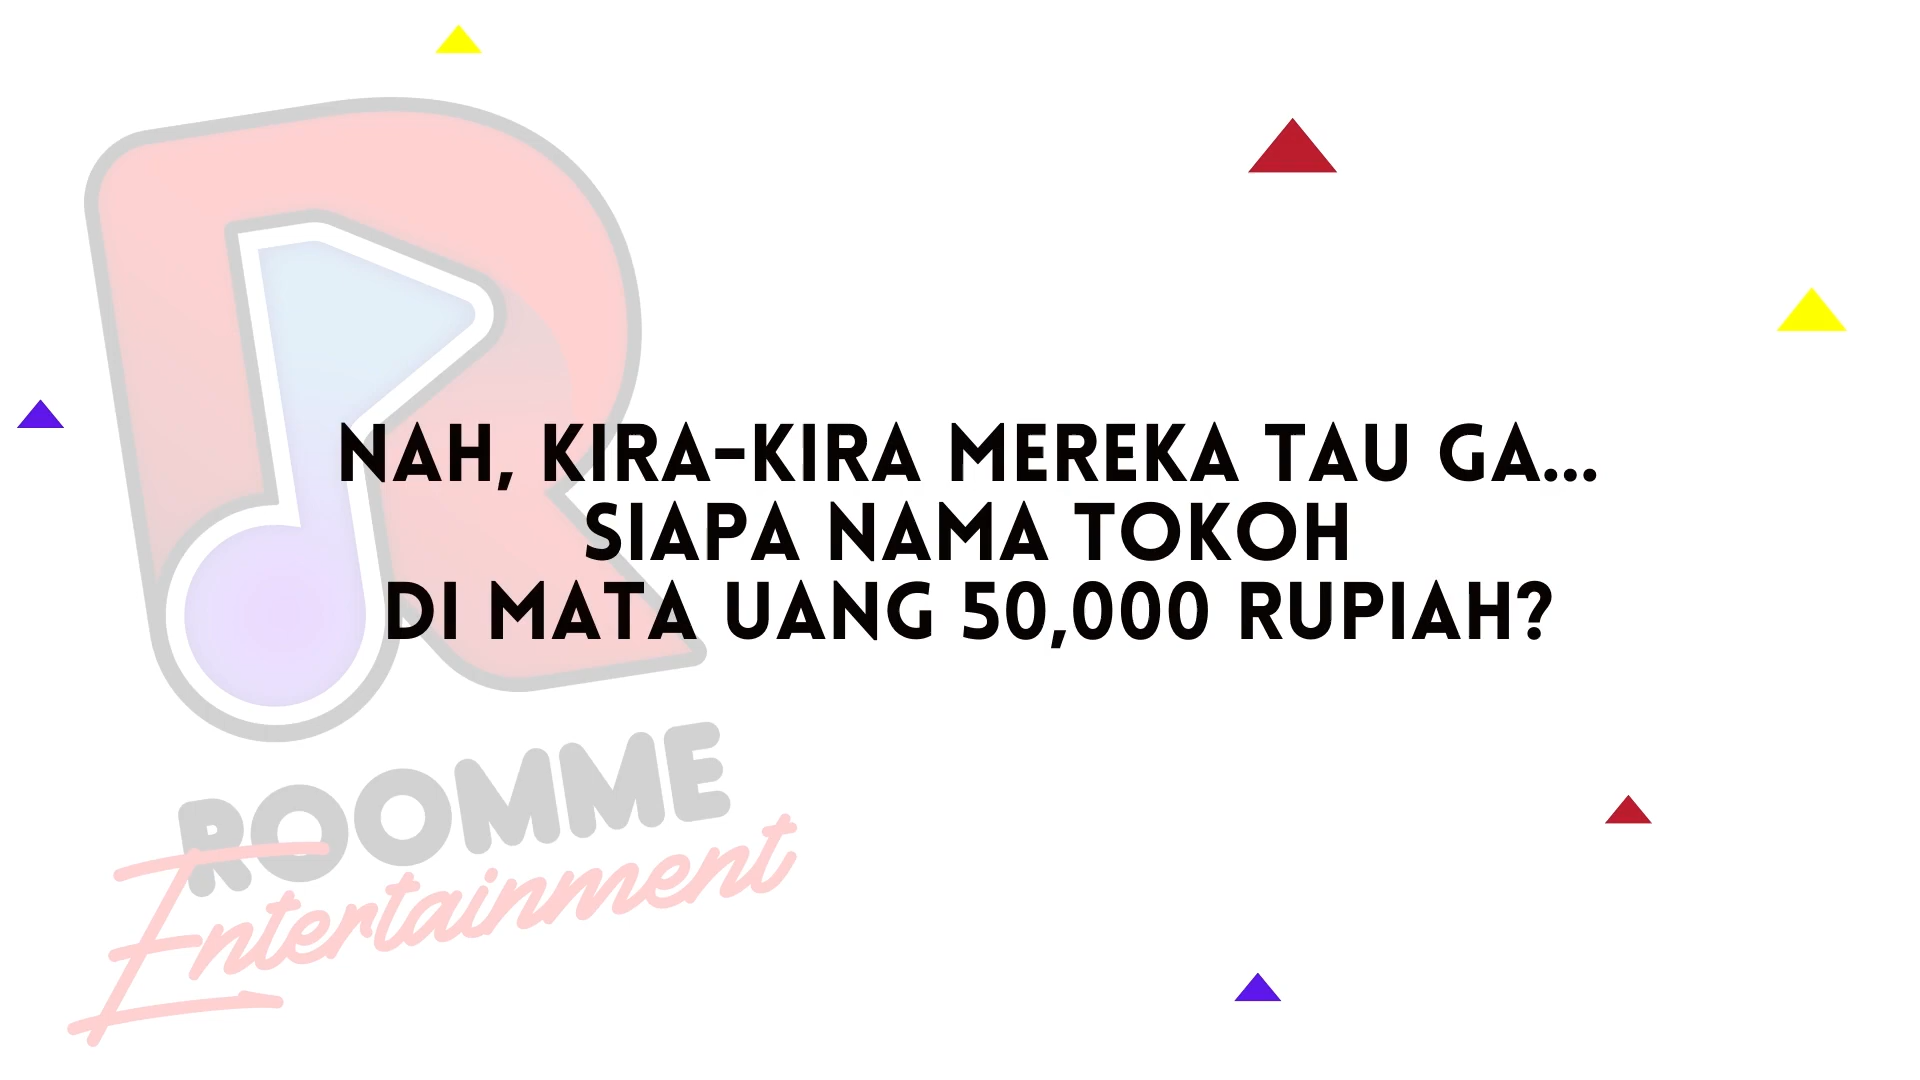 NAH, KIRA-KIRA MEREKA TAU GA...
SIAPA NAMA TOKOH
DI MATA UANG 50,000 RUPIAH?
ROOMME
Entertainment